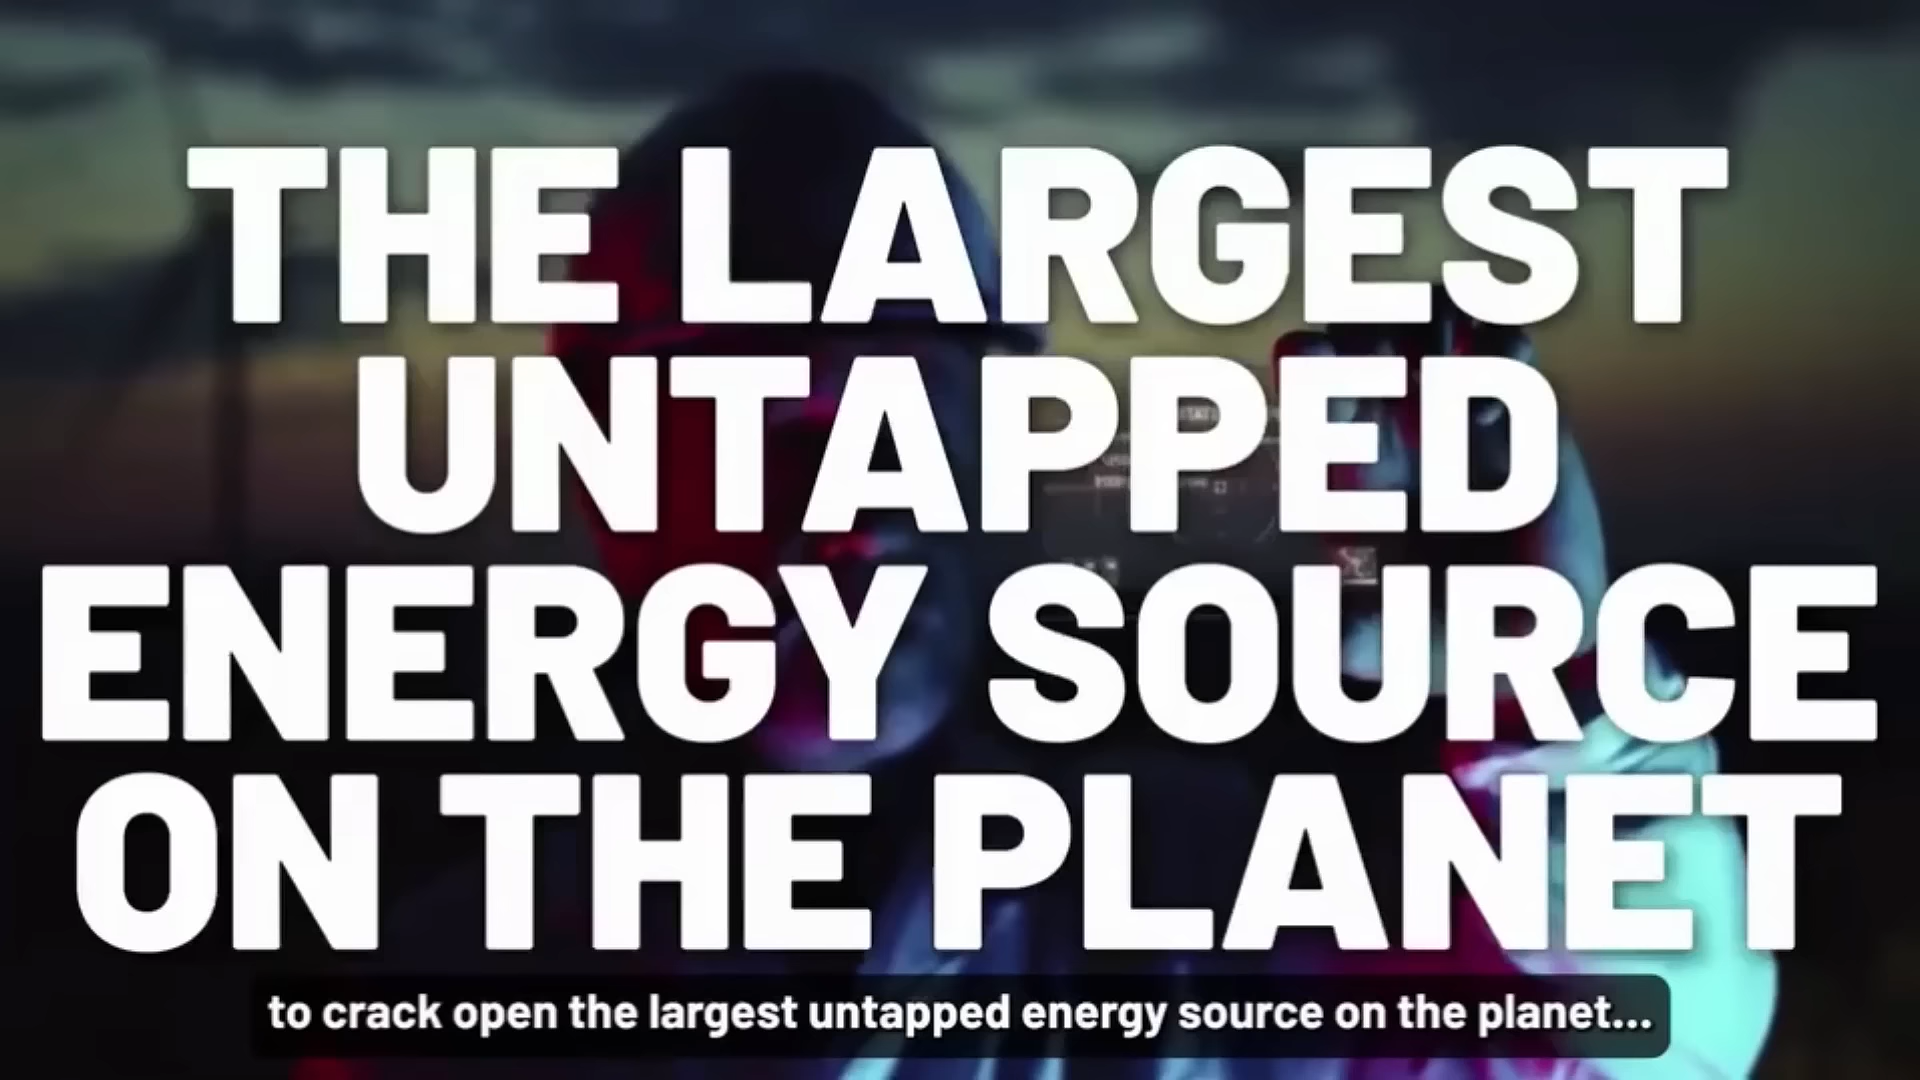 THE LARGEST
UNTAPPED
ENERGY SOURCE
ON THE PLANET
to crack open the largest untapped energy source on the planet...